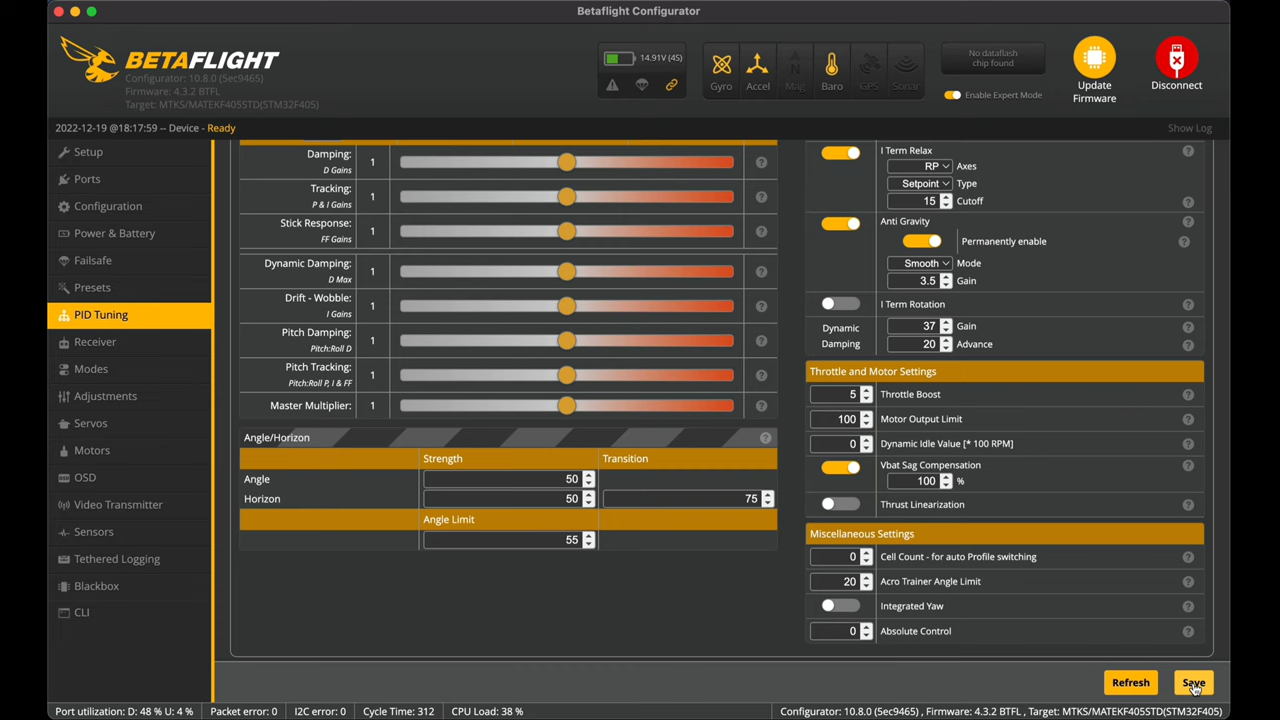 Betaflight Configurator
BETAFLIGHT
Configurator: 10.8.0 (5ec9465)
Firmware: 4.3.2 BTFL
Target: MTKS/MATEKF405STD(STM32F405)
14.91V (4S)
Gyro
Accel
Mag
Baro
GPS
Sonar
No dataflash
chip found
Enable Expert Mode
Update
Firmware
Disconnect
2022-12-19 @18:17:59 -- Device - Ready
Show Log
Setup
Ports
Configuration
Power & Battery
Failsafe
Presets
PID Tuning
Receiver
Modes
Adjustments
Servos
Motors
OSD
Video Transmitter
Sensors
Tethered Logging
Blackbox
CLI
Damping:
D Gains
1
Tracking:
P & I Gains
1
Stick Response:
FF Gains
1
Dynamic Damping:
D Max
1
Drift - Wobble:
I Gains
1
Pitch Damping:
Pitch:Roll D
1
Pitch Tracking:
Pitch:Roll P, I & FF
1
Master Multiplier: 1
Angle/Horizon
Strength Transition
Angle 50
Horizon 50 75
Angle Limit
55
I Term Relax
RP Axes
Setpoint Type
15 Cutoff
Anti Gravity
Permanently enable
Smooth Mode
3.5 Gain
I Term Rotation
Dynamic
Damping
37 Gain
20 Advance
Throttle and Motor Settings
5 Throttle Boost
100 Motor Output Limit
0 Dynamic Idle Value [* 100 RPM]
Vbat Sag Compensation
100 %
Thrust Linearization
Miscellaneous Settings
0 Cell Count - for auto Profile switching
20 Acro Trainer Angle Limit
Integrated Yaw
0 Absolute Control
Refresh
Save
Port utilization: D: 48 % U: 4 % Packet error: 0 I2C error: 0 Cycle Time: 312 CPU Load: 38 % Configurator: 10.8.0 (5ec9465) , Firmware: 4.3.2 BTFL , Target: MTKS/MATEKF405STD(STM32F405)